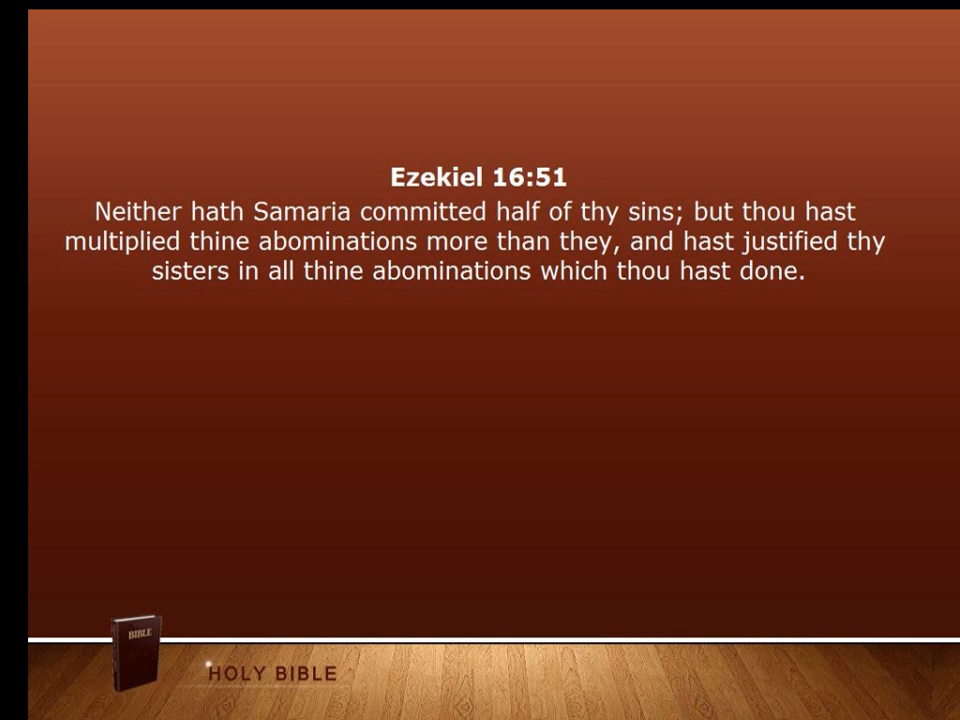 Ezekiel 16:51
Neither hath Samaria committed half of thy sins; but thou hast
multiplied thine abominations more than they, and hast justified thy
sisters in all thine abominations which thou hast done.
BIBLE
HOLY BIBLE